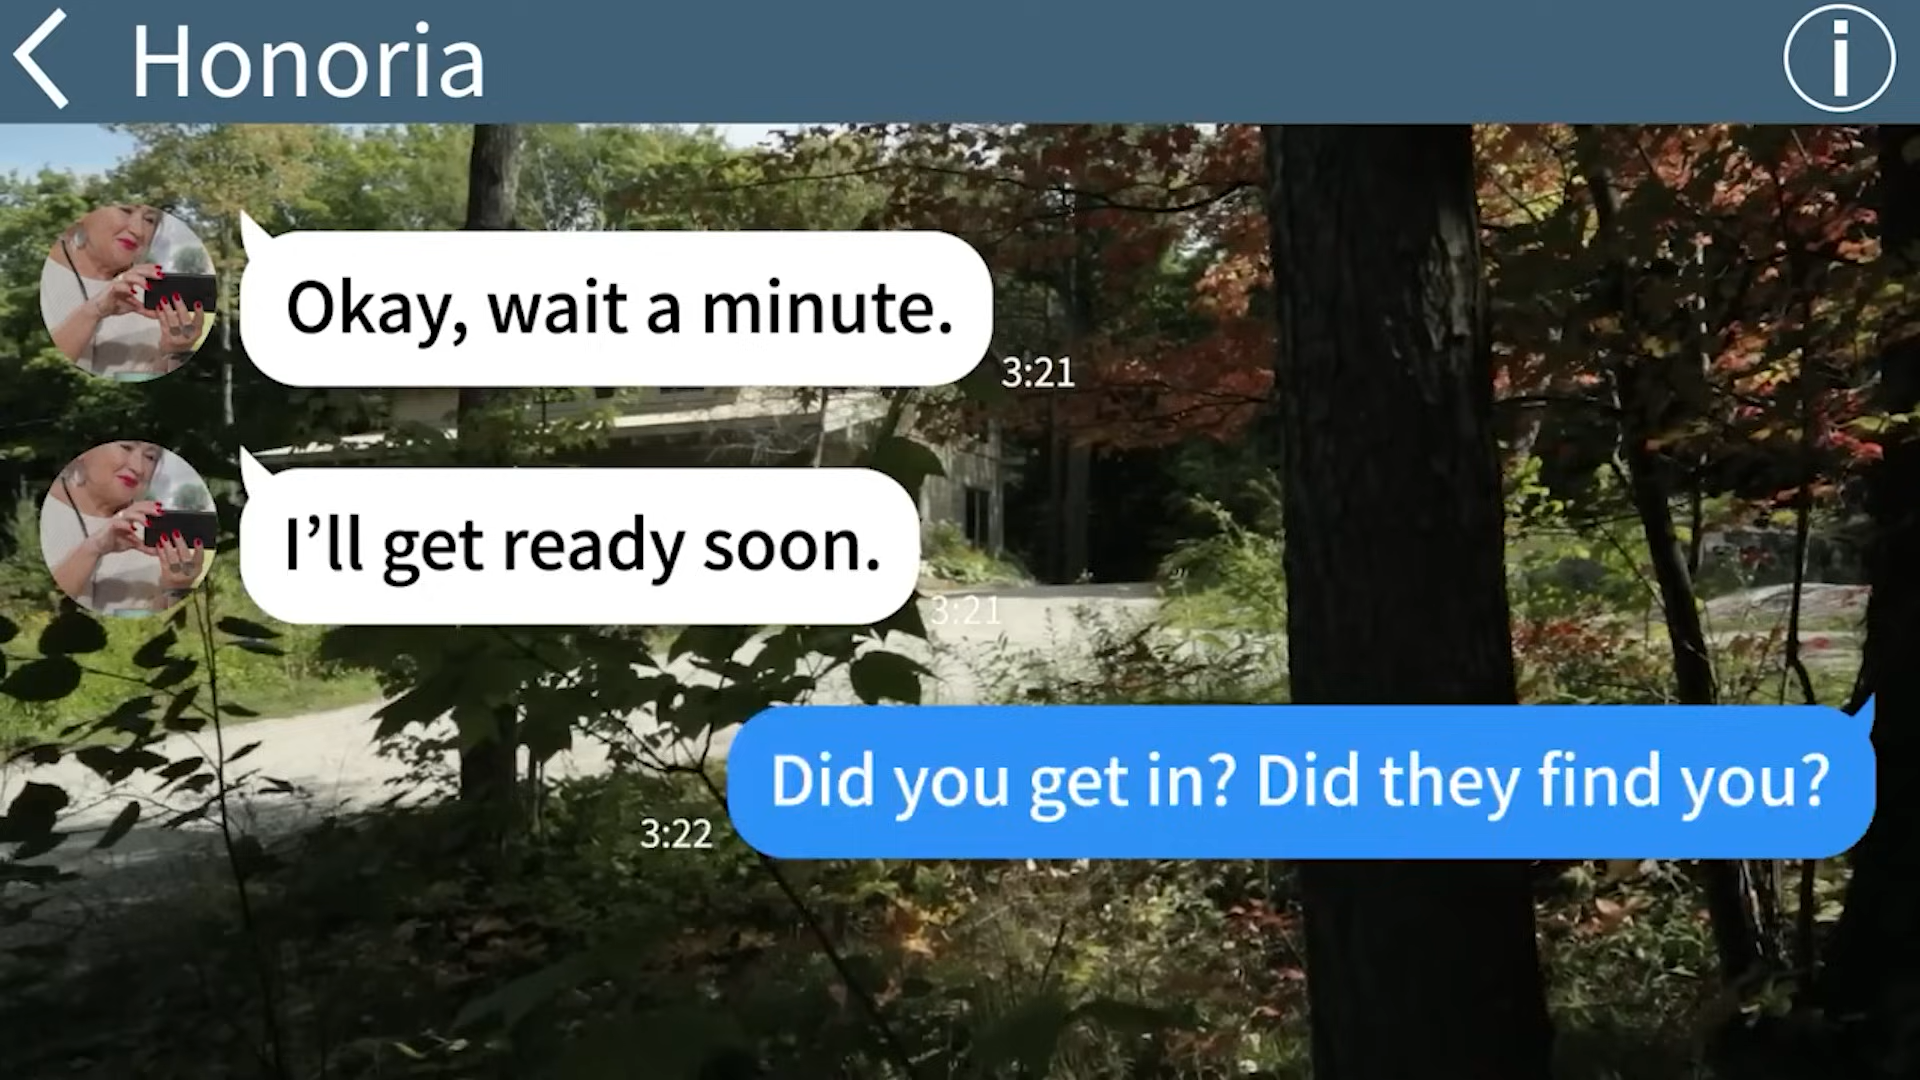 Honoria
Okay, wait a minute.
3:21
I’ll get ready soon.
3:21
Did you get in? Did they find you?
3:22